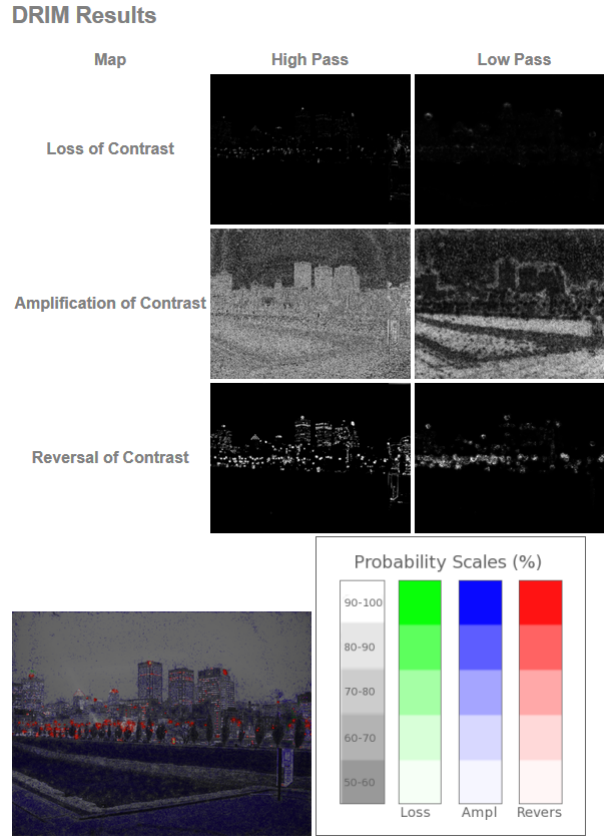 DRIM Results
Map High Pass Low Pass
Loss of Contrast
Amplification of Contrast
Reversal of Contrast
Probability Scales (%)
90-100
80-90
70-80
60-70
50-60
Loss Ampl Revers